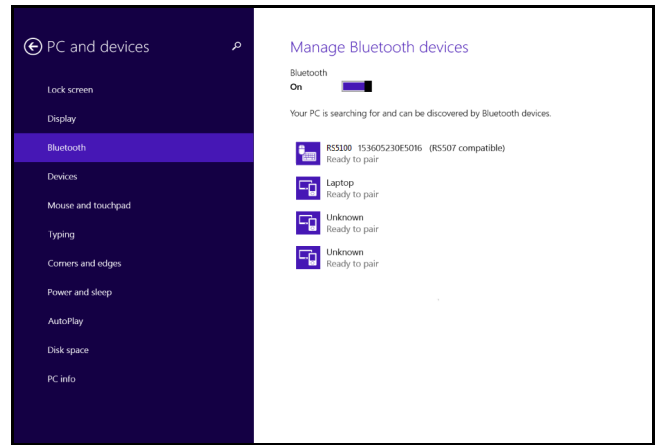 PC and devices
Lock screen
Display
Bluetooth
Devices
Mouse and touchpad
Typing
Corners and edges
Power and sleep
AutoPlay
Disk space
PC info
Manage Bluetooth devices
Bluetooth
On
Your PC is searching for and can be discovered by Bluetooth devices.
RS5100 153605230E5016 (RS507 compatible)
Ready to pair
Laptop
Ready to pair
Unknown
Ready to pair
Unknown
Ready to pair